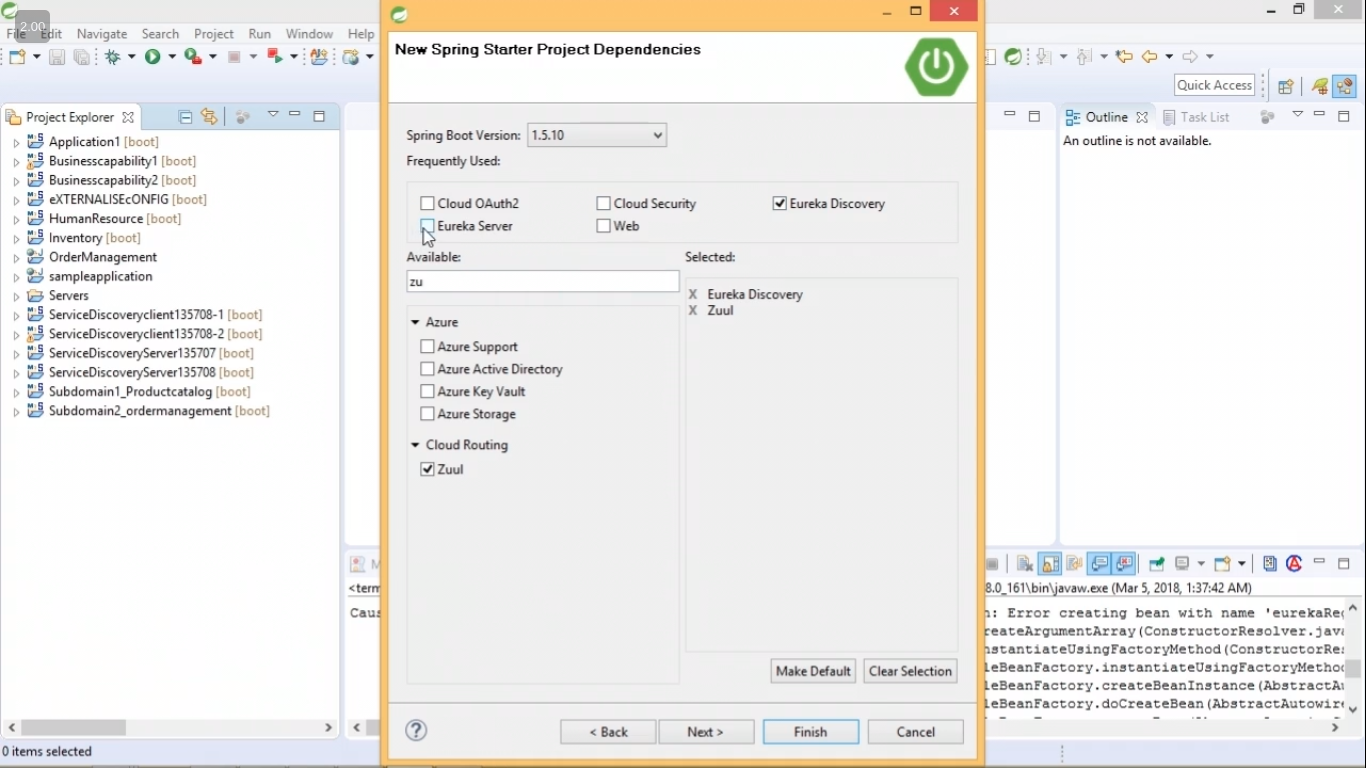 2.00
File Edit Navigate Search Project Run Window Help
Quick Access
Project Explorer
Application1 [boot]
Businesscapability1 [boot]
Businesscapability2 [boot]
eXTERNALISEcONFIG [boot]
HumanResource [boot]
Inventory [boot]
OrderManagement
sampleapplication
Servers
ServiceDiscoveryclient135708-1 [boot]
ServiceDiscoveryclient135708-2 [boot]
ServiceDiscoveryServer135707 [boot]
ServiceDiscoveryServer135708 [boot]
Subdomain1_Productcatalog [boot]
Subdomain2_ordermanagement [boot]
0 items selected
New Spring Starter Project Dependencies
Spring Boot Version: 1.5.10
Frequently Used:
Cloud OAuth2 Cloud Security Eureka Discovery
Eureka Server Web
Available: Selected:
zu
X Eureka Discovery
X Zuul
Azure
Azure Support
Azure Active Directory
Azure Key Vault
Azure Storage
Cloud Routing
Zuul
Make Default Clear Selection
< Back Next > Finish Cancel
Outline Task List
An outline is not available.
<term
8.0_161\bin\javaw.exe (Mar 5, 2018, 1:37:42 AM)
Caus
n: Error creating bean with name 'eurekaReg
reateArgumentArray(ConstructorResolver.java
nstantiateUsingFactoryMethod(ConstructorRes
leBeanFactory.instantiateUsingFactoryMethod
leBeanFactory.createBeanInstance(AbstractAu
leBeanFactory.doCreateBean(AbstractAutowire